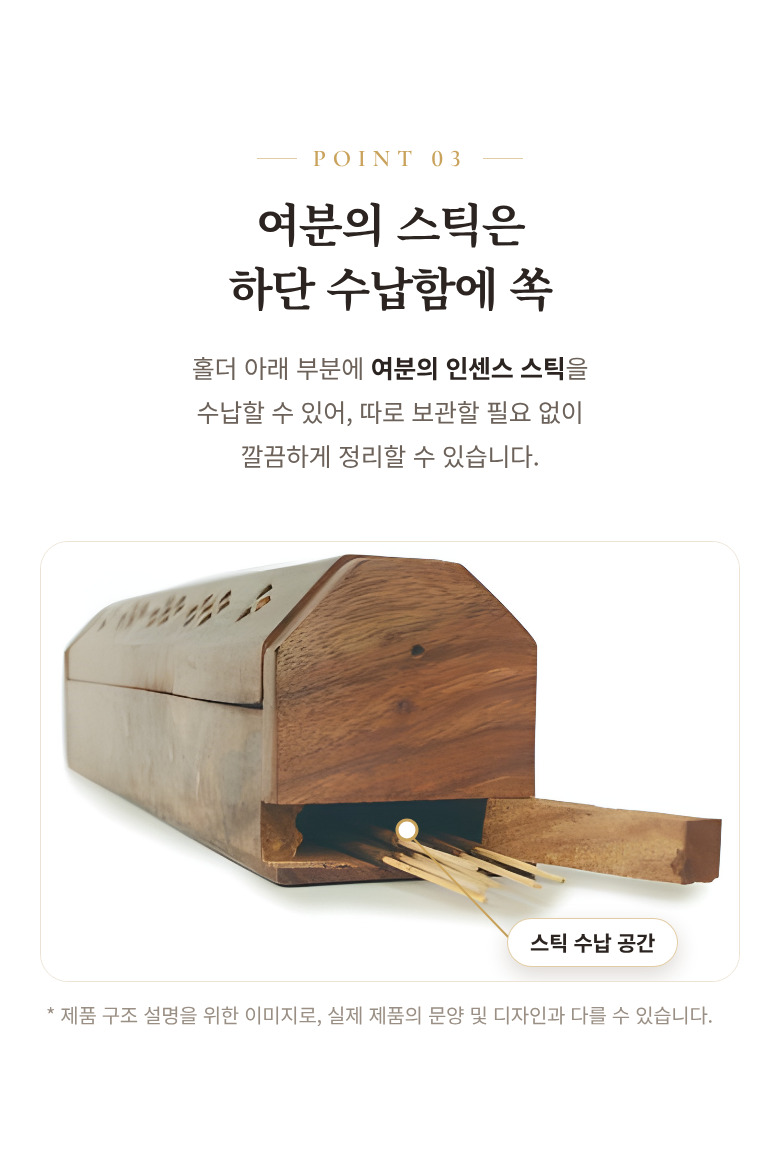 POINT 03
여분의 스틱은
하단 수납함에 쏙
홀더 아래 부분에 여분의 인센스 스틱을
수납할 수 있어, 따로 보관할 필요 없이
깔끔하게 정리할 수 있습니다.
스틱 수납 공간
* 제품 구조 설명을 위한 이미지로, 실제 제품의 문양 및 디자인과 다를 수 있습니다.